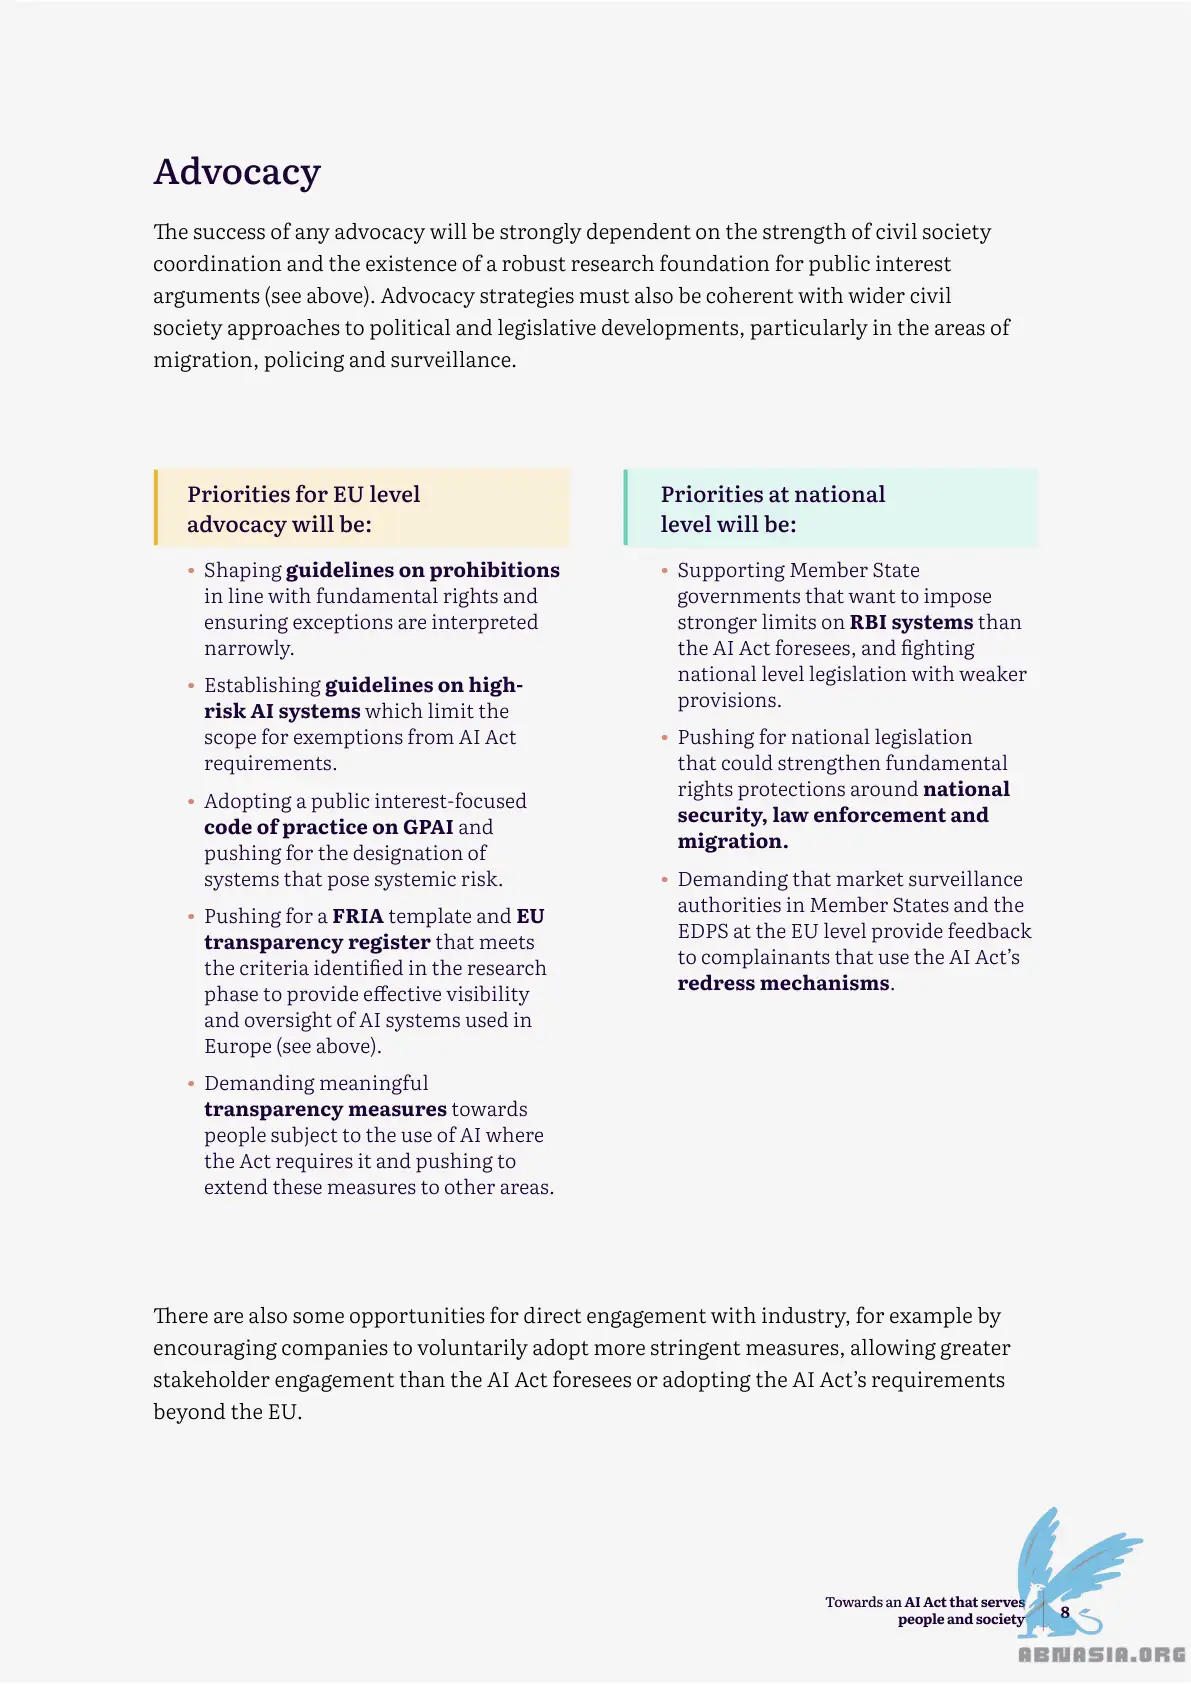 Advocacy
The success of any advocacy will be strongly dependent on the strength of civil society
coordination and the existence of a robust research foundation for public interest
arguments (see above). Advocacy strategies must also be coherent with wider civil
society approaches to political and legislative developments, particularly in the areas of
migration, policing and surveillance.
Priorities for EU level
advocacy will be:
• Shaping guidelines on prohibitions
in line with fundamental rights and
ensuring exceptions are interpreted
narrowly.
• Establishing guidelines on high-
risk AI systems which limit the
scope for exemptions from AI Act
requirements.
• Adopting a public interest-focused
code of practice on GPAI and
pushing for the designation of
systems that pose systemic risk.
• Pushing for a FRIA template and EU
transparency register that meets
the criteria identified in the research
phase to provide effective visibility
and oversight of AI systems used in
Europe (see above).
• Demanding meaningful
transparency measures towards
people subject to the use of AI where
the Act requires it and pushing to
extend these measures to other areas.
Priorities at national
level will be:
• Supporting Member State
governments that want to impose
stronger limits on RBI systems than
the AI Act foresees, and fighting
national level legislation with weaker
provisions.
• Pushing for national legislation
that could strengthen fundamental
rights protections around national
security, law enforcement and
migration.
• Demanding that market surveillance
authorities in Member States and the
EDPS at the EU level provide feedback
to complainants that use the AI Act’s
redress mechanisms.
There are also some opportunities for direct engagement with industry, for example by
encouraging companies to voluntarily adopt more stringent measures, allowing greater
stakeholder engagement than the AI Act foresees or adopting the AI Act’s requirements
beyond the EU.
Towards an AI Act that serves
people and society
8
ABNASIA.ORG